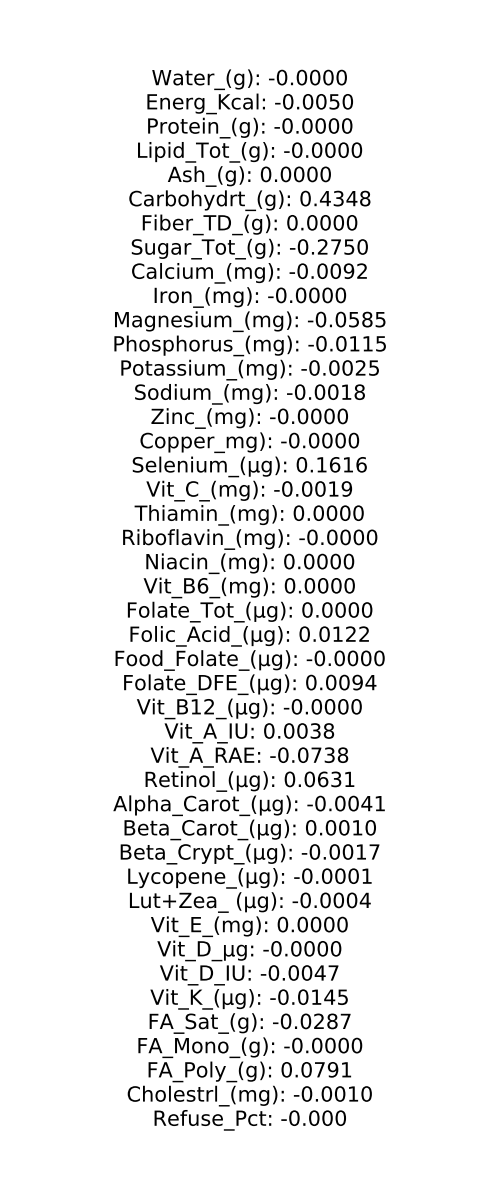 Water_(g): -0.0000
Energ_Kcal: -0.0050
Protein_(g): -0.0000
Lipid_Tot_(g): -0.0000
Ash_(g): 0.0000
Carbohydrt_(g): 0.4348
Fiber_TD_(g): 0.0000
Sugar_Tot_(g): -0.2750
Calcium_(mg): -0.0092
Iron_(mg): -0.0000
Magnesium_(mg): -0.0585
Phosphorus_(mg): -0.0115
Potassium_(mg): -0.0025
Sodium_(mg): -0.0018
Zinc_(mg): -0.0000
Copper_mg): -0.0000
Selenium_(µg): 0.1616
Vit_C_(mg): -0.0019
Thiamin_(mg): 0.0000
Riboflavin_(mg): -0.0000
Niacin_(mg): 0.0000
Vit_B6_(mg): 0.0000
Folate_Tot_(µg): 0.0000
Folic_Acid_(µg): 0.0122
Food_Folate_(µg): -0.0000
Folate_DFE_(µg): 0.0094
Vit_B12_(µg): -0.0000
Vit_A_IU: 0.0038
Vit_A_RAE: -0.0738
Retinol_(µg): 0.0631
Alpha_Carot_(µg): -0.0041
Beta_Carot_(µg): 0.0010
Beta_Crypt_(µg): -0.0017
Lycopene_(µg): -0.0001
Lut+Zea_ (µg): -0.0004
Vit_E_(mg): 0.0000
Vit_D_µg: -0.0000
Vit_D_IU: -0.0047
Vit_K_(µg): -0.0145
FA_Sat_(g): -0.0287
FA_Mono_(g): -0.0000
FA_Poly_(g): 0.0791
Cholestrl_(mg): -0.0010
Refuse_Pct: -0.000